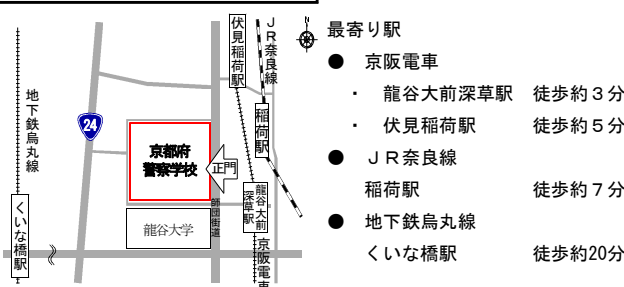 伏見稲荷駅
ＪＲ奈良線
N
地下鉄烏丸線
24
稲荷駅
京都府
警察学校
正門
龍谷大前
深草駅
師団街道
龍谷大学
くいな橋駅
京阪電車
最寄り駅
● 京阪電車
・ 龍谷大前深草駅 徒歩約３分
・ 伏見稲荷駅 徒歩約５分
● ＪＲ奈良線
稲荷駅 徒歩約７分
● 地下鉄烏丸線
くいな橋駅 徒歩約20分